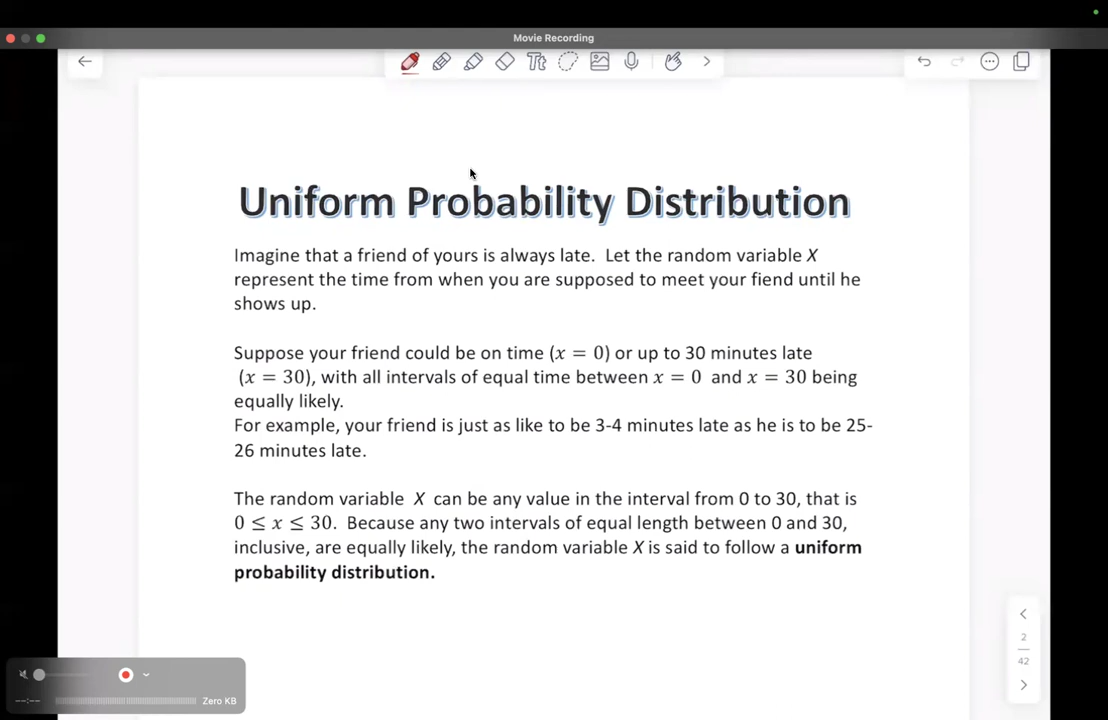 Movie Recording
Tt
Uniform Probability Distribution
Imagine that a friend of yours is always late. Let the random variable X
represent the time from when you are supposed to meet your fiend until he
shows up.
Suppose your friend could be on time (x = 0) or up to 30 minutes late
(x = 30), with all intervals of equal time between x = 0 and x = 30 being
equally likely.
For example, your friend is just as like to be 3-4 minutes late as he is to be 25-
26 minutes late.
The random variable X can be any value in the interval from 0 to 30, that is
0 ≤ x ≤ 30. Because any two intervals of equal length between 0 and 30,
inclusive, are equally likely, the random variable X is said to follow a uniform
probability distribution.
2
42
--:--
Zero KB